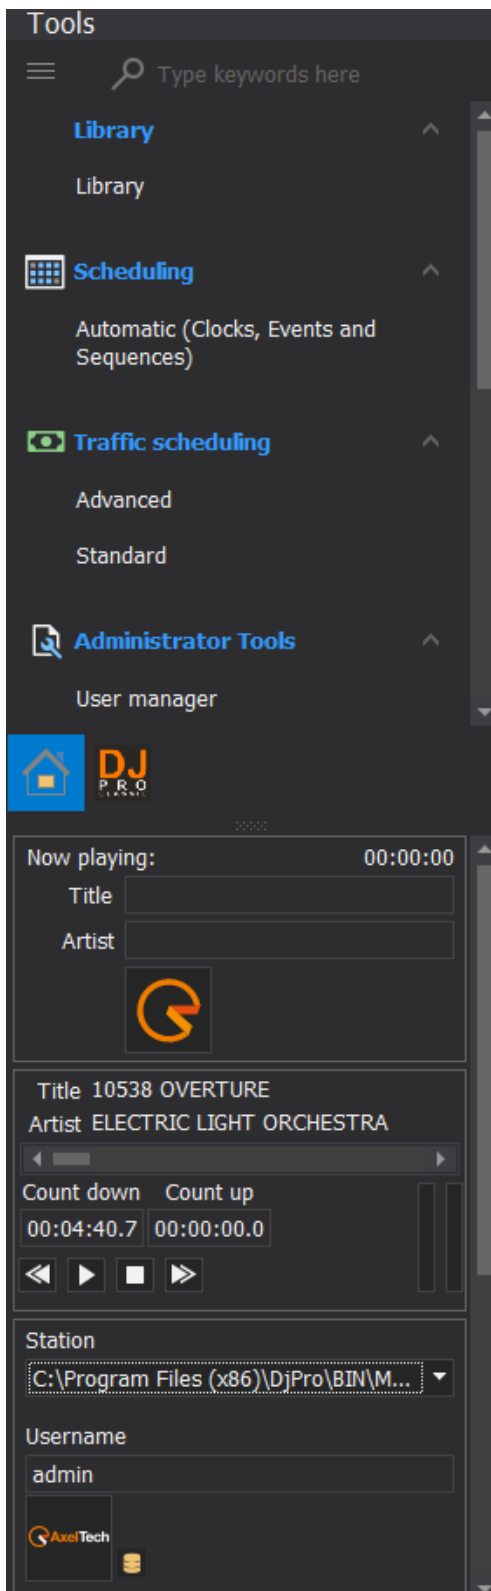 Tools
Type keywords here
Library
Library
Scheduling
Automatic (Clocks, Events and
Sequences)
Traffic scheduling
Advanced
Standard
Administrator Tools
User manager
DJ
PRO
CLASSIC
Now playing: 00:00:00
Title
Artist
Title 10538 OVERTURE
Artist ELECTRIC LIGHT ORCHESTRA
Count down Count up
00:04:40.7 00:00:00.0
Station
C:\Program Files (x86)\DjPro\BIN\M...
Username
admin
AxelTech